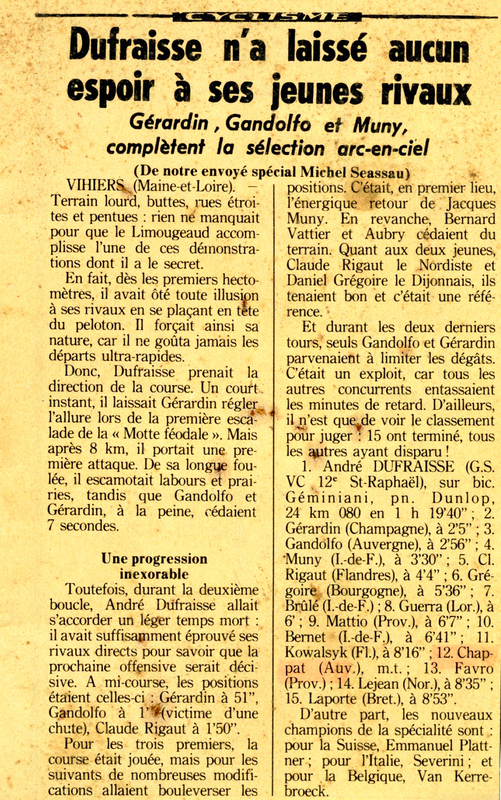 CYCLISME
Dufraisse n'a laissé aucun
espoir à ses jeunes rivaux
Gérardin, Gandolfo et Muny,
complètent la sélection arc-en-ciel
(De notre envoyé spécial Michel Seassau)
VIHIERS (Maine-et-Loire). –
Terrain lourd, buttes, rues étroi-
tes et pentues : rien ne manquait
pour que le Limougeaud accom-
plisse l'une de ces démonstra-
tions dont il a le secret.
En fait, dès les premiers hecto-
mètres, il avait ôté toute illusion
à ses rivaux en se plaçant en tête
du peloton. Il forçait ainsi sa
nature, car il ne goûta jamais les
départs ultra-rapides.
Donc, Dufraisse prenait la
direction de la course. Un court
instant, il laissait Gérardin régler
l'allure lors de la première esca-
lade de la « Motte féodale ». Mais
après 8 km, il portait une pre-
mière attaque. De sa longue fou-
lée, il escamotait labours et prai-
ries, tandis que Gandolfo et
Gérardin, à la peine, cédaient
7 secondes.
Une progression
inexorable
Toutefois, durant la deuxième
boucle, André Dufraisse allait
s'accorder un léger temps mort :
il avait suffisamment éprouvé ses
rivaux directs pour savoir que la
prochaine offensive serait déci-
sive. A mi-course, les positions
étaient celles-ci : Gérardin à 51",
Gandolfo à 1' (victime d'une
chute), Claude Rigaut à 1'50".
Pour les trois premiers, la
course était jouée, mais pour les
suivants de nombreuses modifi-
cations allaient bouleverser les
positions. C'était, en premier lieu,
l'énergique retour de Jacques
Muny. En revanche, Bernard
Vattier et Aubry cédaient du
terrain. Quant aux deux jeunes,
Claude Rigaut le Nordiste et
Daniel Grégoire le Dijonnais, ils
tenaient bon et c'était une réfé-
rence.
Et durant les deux derniers
tours, seuls Gandolfo et Gérardin
parvenaient à limiter les dégâts.
C'était un exploit, car tous les
autres concurrents entassaient
les minutes de retard. D'ailleurs,
il n'est que de voir le classement
pour juger : 15 ont terminé, tous
les autres ayant disparu !
1. André DUFRAISSE (G.S.
VC 12e St-Raphaël), sur bic.
Géminiani, pn. Dunlop,
24 km 080 en 1 h 19'40" ; 2.
Gérardin (Champagne), à 2'5" ; 3.
Gandolfo (Auvergne), à 2'56" ; 4.
Muny (I.-de-F.), à 3'30" ; 5. Cl.
Rigaut (Flandres), à 4'4" ; 6. Gré-
goire (Bourgogne), à 5'36" ; 7.
Brûlé (I.-de-F.) ; 8. Guerra (Lor.), à
6' ; 9. Mattio (Prov.), à 6'7" ; 10.
Bernet (I.-de-F.), à 6'41" ; 11.
Kowalsyk (Fl.), à 8'16" ; 12. Chap-
pat (Auv.), m.t. ; 13. Favro
(Prov.) ; 14. Lejean (Nor.), à 8'35" ;
15. Laporte (Bret.), à 8'53".
D'autre part, les nouveaux
champions de la spécialité sont :
pour la Suisse, Emmanuel Platt-
ner ; pour l'Italie, Severini ; et
pour la Belgique, Van Kerre-
broeck.